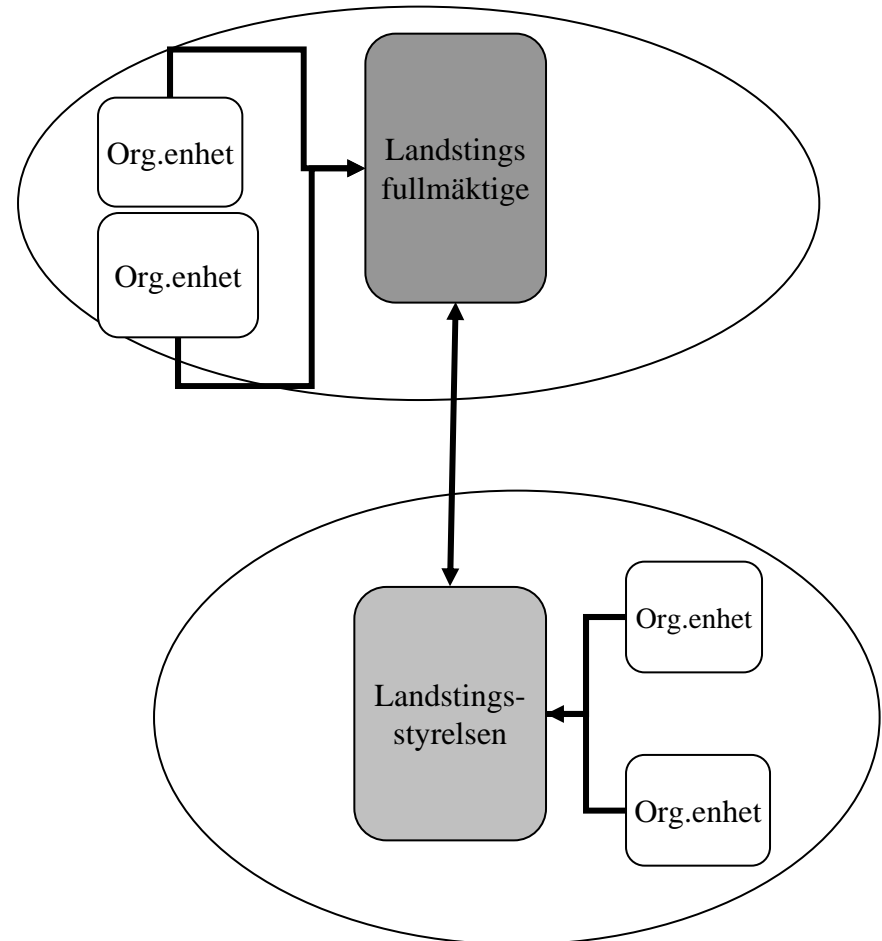 Org.enhet
Landstings
fullmäktige
Org.enhet
Landstings-
styrelsen
Org.enhet
Org.enhet